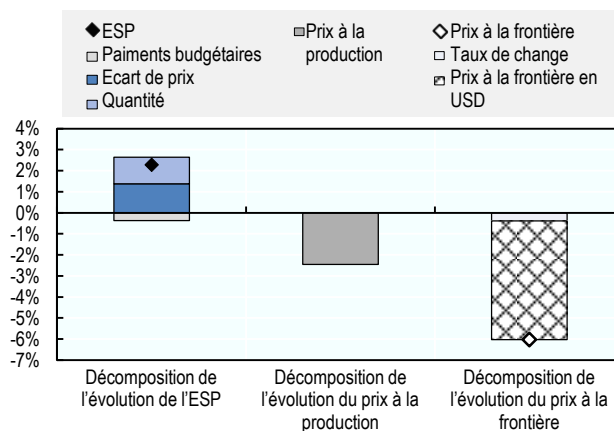 ESP
Paiments budgétaires
Ecart de prix
Quantité
Prix à la
production
Prix à la frontière
Taux de change
Prix à la frontière en
USD
4%
3%
2%
1%
0%
-1%
-2%
-3%
-4%
-5%
-6%
-7%
Décomposition de
l'évolution de l'ESP
Décomposition de
l'évolution du prix à la
production
Décomposition de
l'évolution du prix à la
frontière